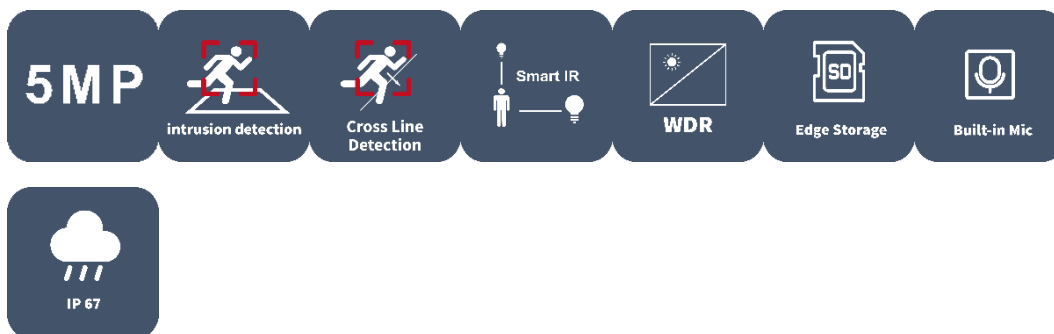 5MP
intrusion detection
Cross Line
Detection
Smart IR
WDR
SD
Edge Storage
Built-in Mic
IP 67